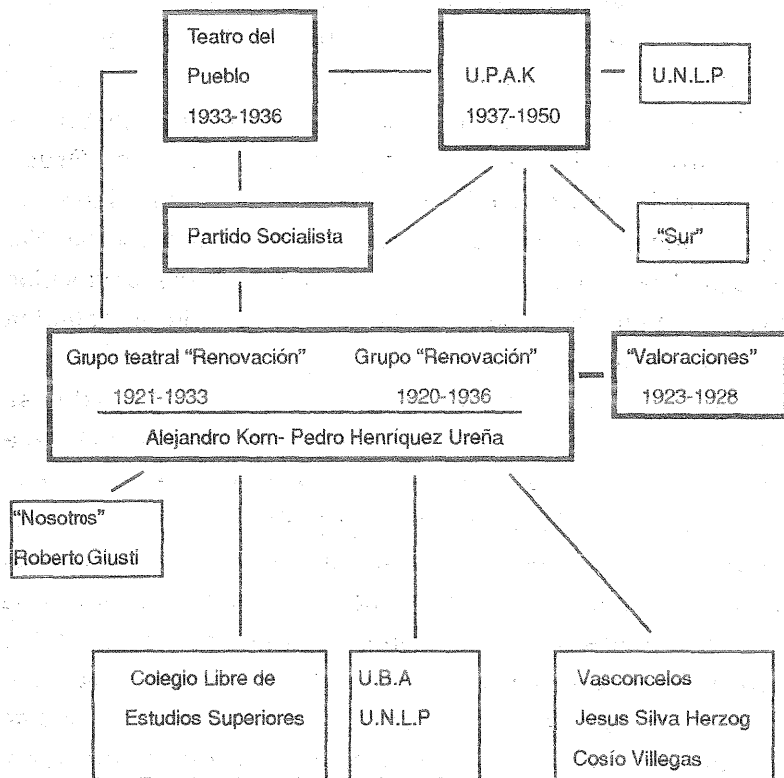 Teatro del
Pueblo
1933-1936
U.P.A.K
1937-1950
U.N.L.P
Partido Socialista
"Sur"
Grupo teatral "Renovación"
1921-1933
Grupo "Renovación"
1920-1936
Alejandro Korn- Pedro Henríquez Ureña
"Valoraciones"
1923-1928
"Nosotros"
Roberto Giusti
Colegio Libre de
Estudios Superiores
U.B.A
U.N.L.P
Vasconcelos
Jesus Silva Herzog
Cosío Villegas